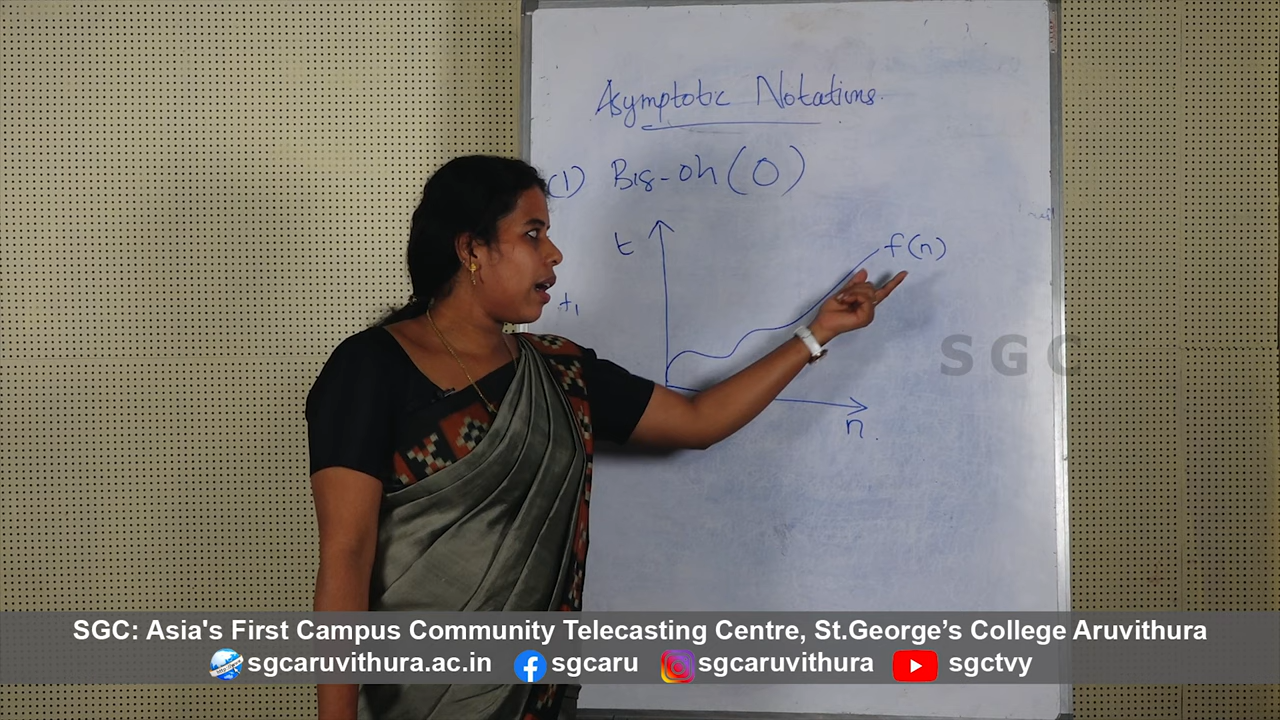 Asymptotic Notations.
(1) Big-oh (O)
t
f(n)
t1
SGC
n.
SGC: Asia's First Campus Community Telecasting Centre, St.George’s College Aruvithura
sgcaruvithura.ac.in sgcaru sgcaruvithura sgctvy